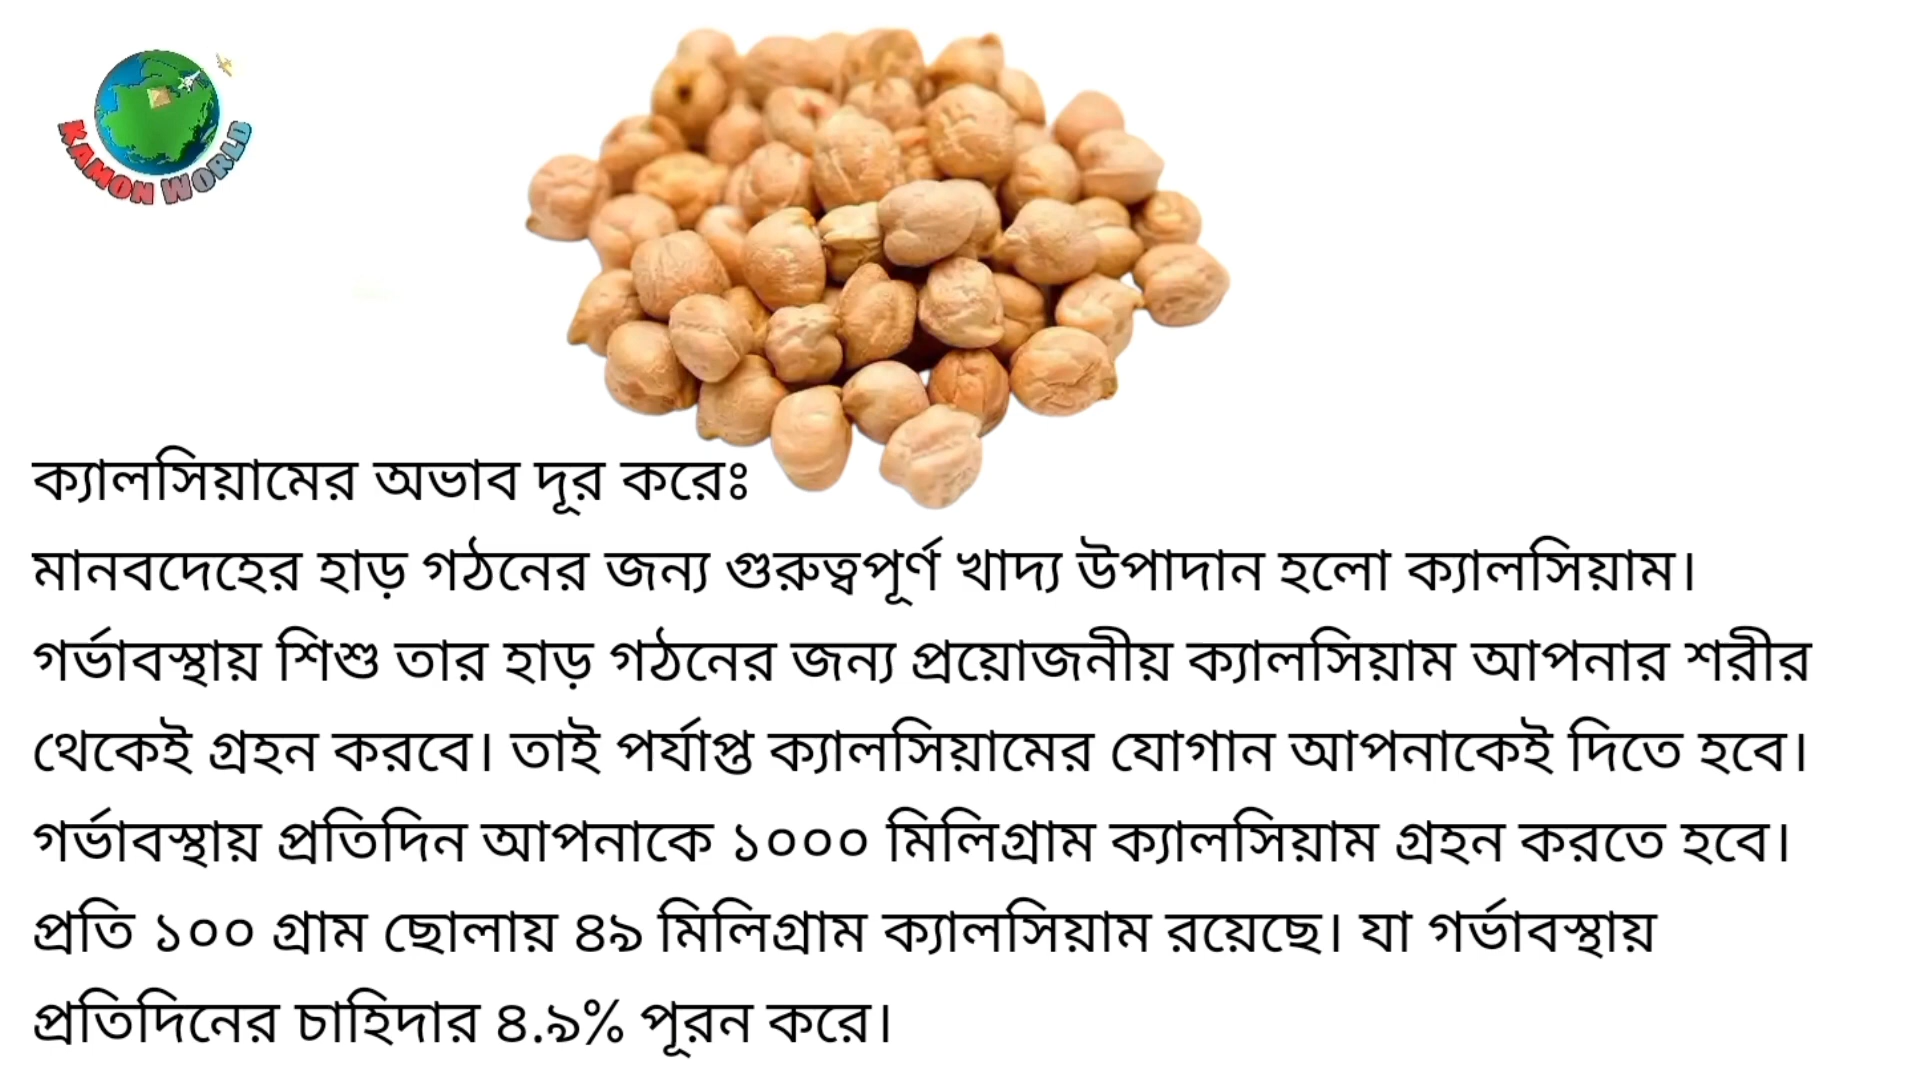 KAMON WORLD
ক্যালসিয়ামের অভাব দূর করেঃ
মানবদেহের হাড় গঠনের জন্য গুরুত্বপূর্ণ খাদ্য উপাদান হলো ক্যালসিয়াম।
গর্ভাবস্থায় শিশু তার হাড় গঠনের জন্য প্রয়োজনীয় ক্যালসিয়াম আপনার শরীর
থেকেই গ্রহন করবে। তাই পর্যাপ্ত ক্যালসিয়ামের যোগান আপনাকেই দিতে হবে।
গর্ভাবস্থায় প্রতিদিন আপনাকে ১০০০ মিলিগ্রাম ক্যালসিয়াম গ্রহন করতে হবে।
প্রতি ১০০ গ্রাম ছোলায় ৪৯ মিলিগ্রাম ক্যালসিয়াম রয়েছে। যা গর্ভাবস্থায়
প্রতিদিনের চাহিদার ৪.৯% পূরন করে।